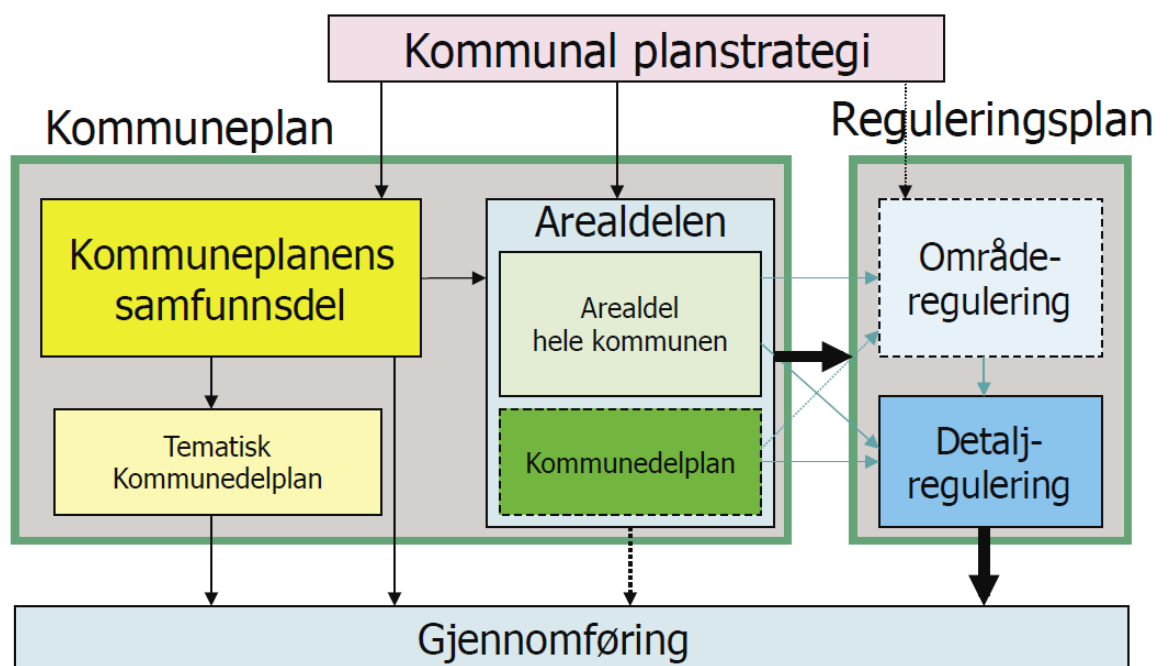 Kommunal planstrategi
Kommuneplan
Reguleringsplan
Kommuneplanens
samfunnsdel
Arealdelen
Arealdel
hele kommunen
Område-
regulering
Tematisk
Kommunedelplan
Kommunedelplan
Detalj-
regulering
Gjennomføring